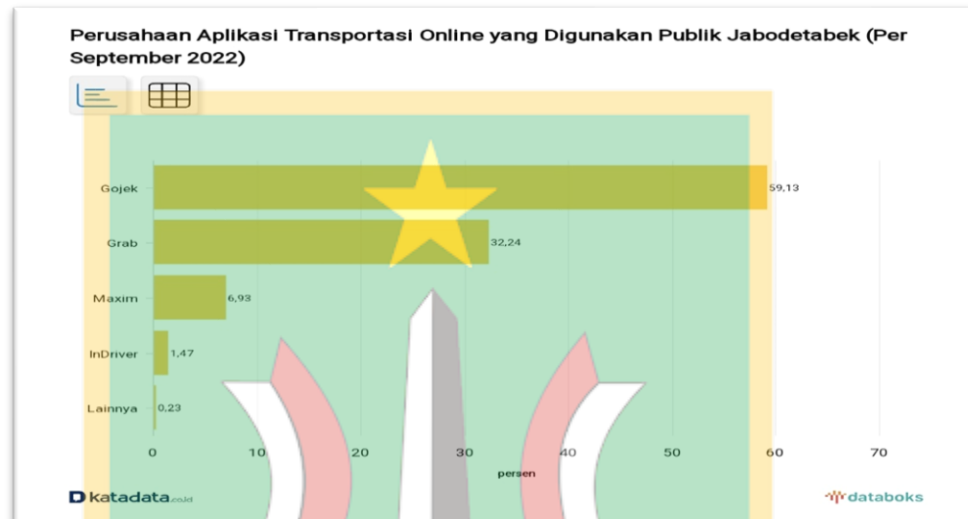 Perusahaan Aplikasi Transportasi Online yang Digunakan Publik Jabodetabek (Per
September 2022)
Gojek 59,13
Grab 32,24
Maxim 6,93
InDriver 1,47
Lainnya 0,23
0 10 20 30 40 50 60 70
persen
katadata.co.id databoks